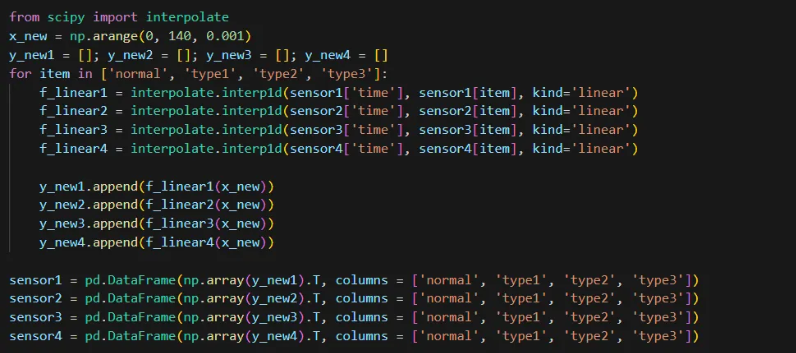 from scipy import interpolate
x_new = np.arange(0, 140, 0.001)
y_new1 = []; y_new2 = []; y_new3 = []; y_new4 = []
for item in ['normal', 'type1', 'type2', 'type3']:
    f_linear1 = interpolate.interp1d(sensor1['time'], sensor1[item], kind='linear')
    f_linear2 = interpolate.interp1d(sensor2['time'], sensor2[item], kind='linear')
    f_linear3 = interpolate.interp1d(sensor3['time'], sensor3[item], kind='linear')
    f_linear4 = interpolate.interp1d(sensor4['time'], sensor4[item], kind='linear')

    y_new1.append(f_linear1(x_new))
    y_new2.append(f_linear2(x_new))
    y_new3.append(f_linear3(x_new))
    y_new4.append(f_linear4(x_new))

sensor1 = pd.DataFrame(np.array(y_new1).T, columns = ['normal', 'type1', 'type2', 'type3'])
sensor2 = pd.DataFrame(np.array(y_new2).T, columns = ['normal', 'type1', 'type2', 'type3'])
sensor3 = pd.DataFrame(np.array(y_new3).T, columns = ['normal', 'type1', 'type2', 'type3'])
sensor4 = pd.DataFrame(np.array(y_new4).T, columns = ['normal', 'type1', 'type2', 'type3'])